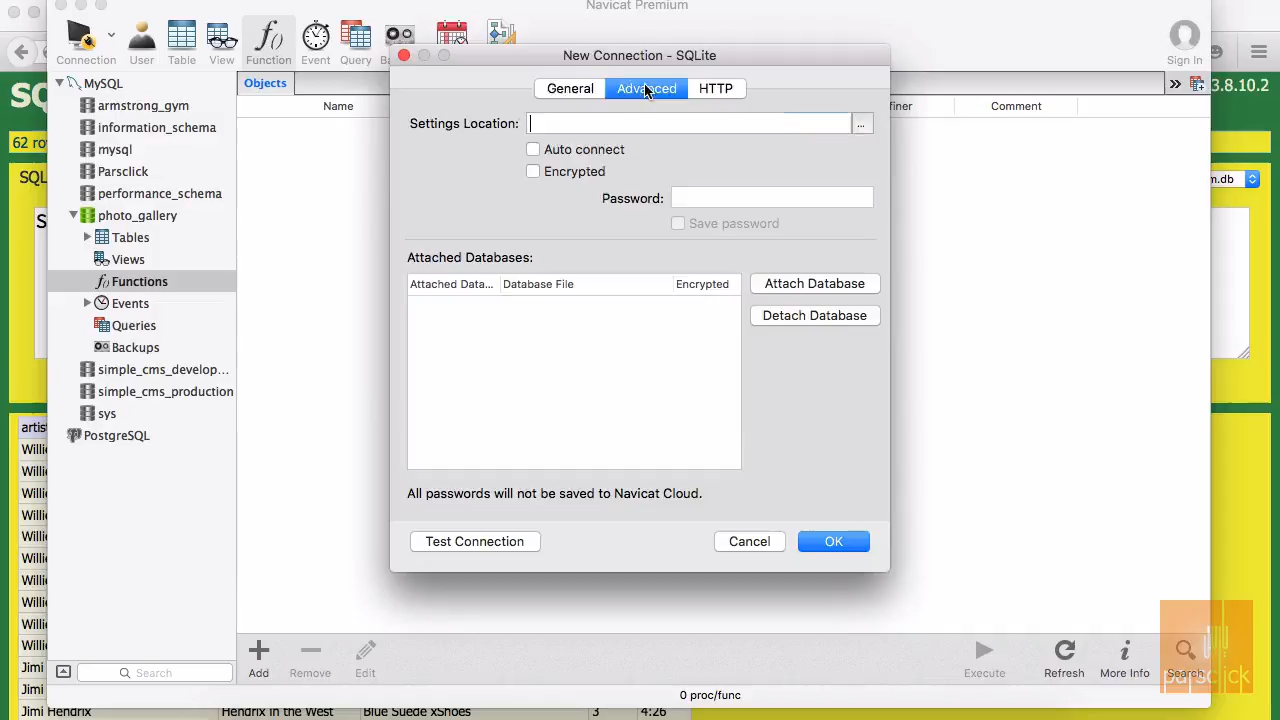 Navicat Premium
Connection
User
Table
View
Function
Event
Query
Sign In
New Connection - SQLite
MySQL
Objects
General
Advanced
HTTP
3.8.10.2
armstrong_gym
Name
Comment
information_schema
Settings Location:
...
62
mysql
Auto connect
Parsclick
Encrypted
SQL
performance_schema
Password:
m.db
photo_gallery
Save password
Tables
Views
Attached Databases:
Functions
Attached Data...
Database File
Encrypted
Attach Database
Events
Detach Database
Queries
Backups
simple_cms_develop...
simple_cms_production
sys
PostgreSQL
All passwords will not be saved to Navicat Cloud.
Test Connection
Cancel
OK
Search
Add
Remove
Edit
Execute
Refresh
More Info
Search
parsclick
0 proc/func
Jimi Hendrix
Hendrix in the West
Blue Suede xShoes
3
4:26